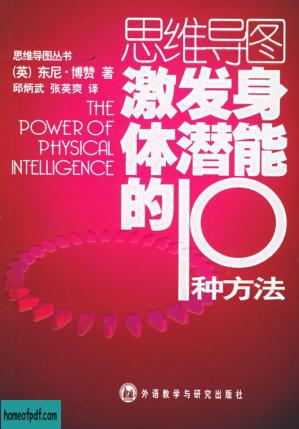 思维导图丛书
(英) 东尼·博赞 著
邱炳武 张英爽 译
THE
POWER OF
PHYSICAL
INTELLIGENCE
思维导图
激发身
体潜能
的10
种方法
外语教学与研究出版社
homeofpdf.com